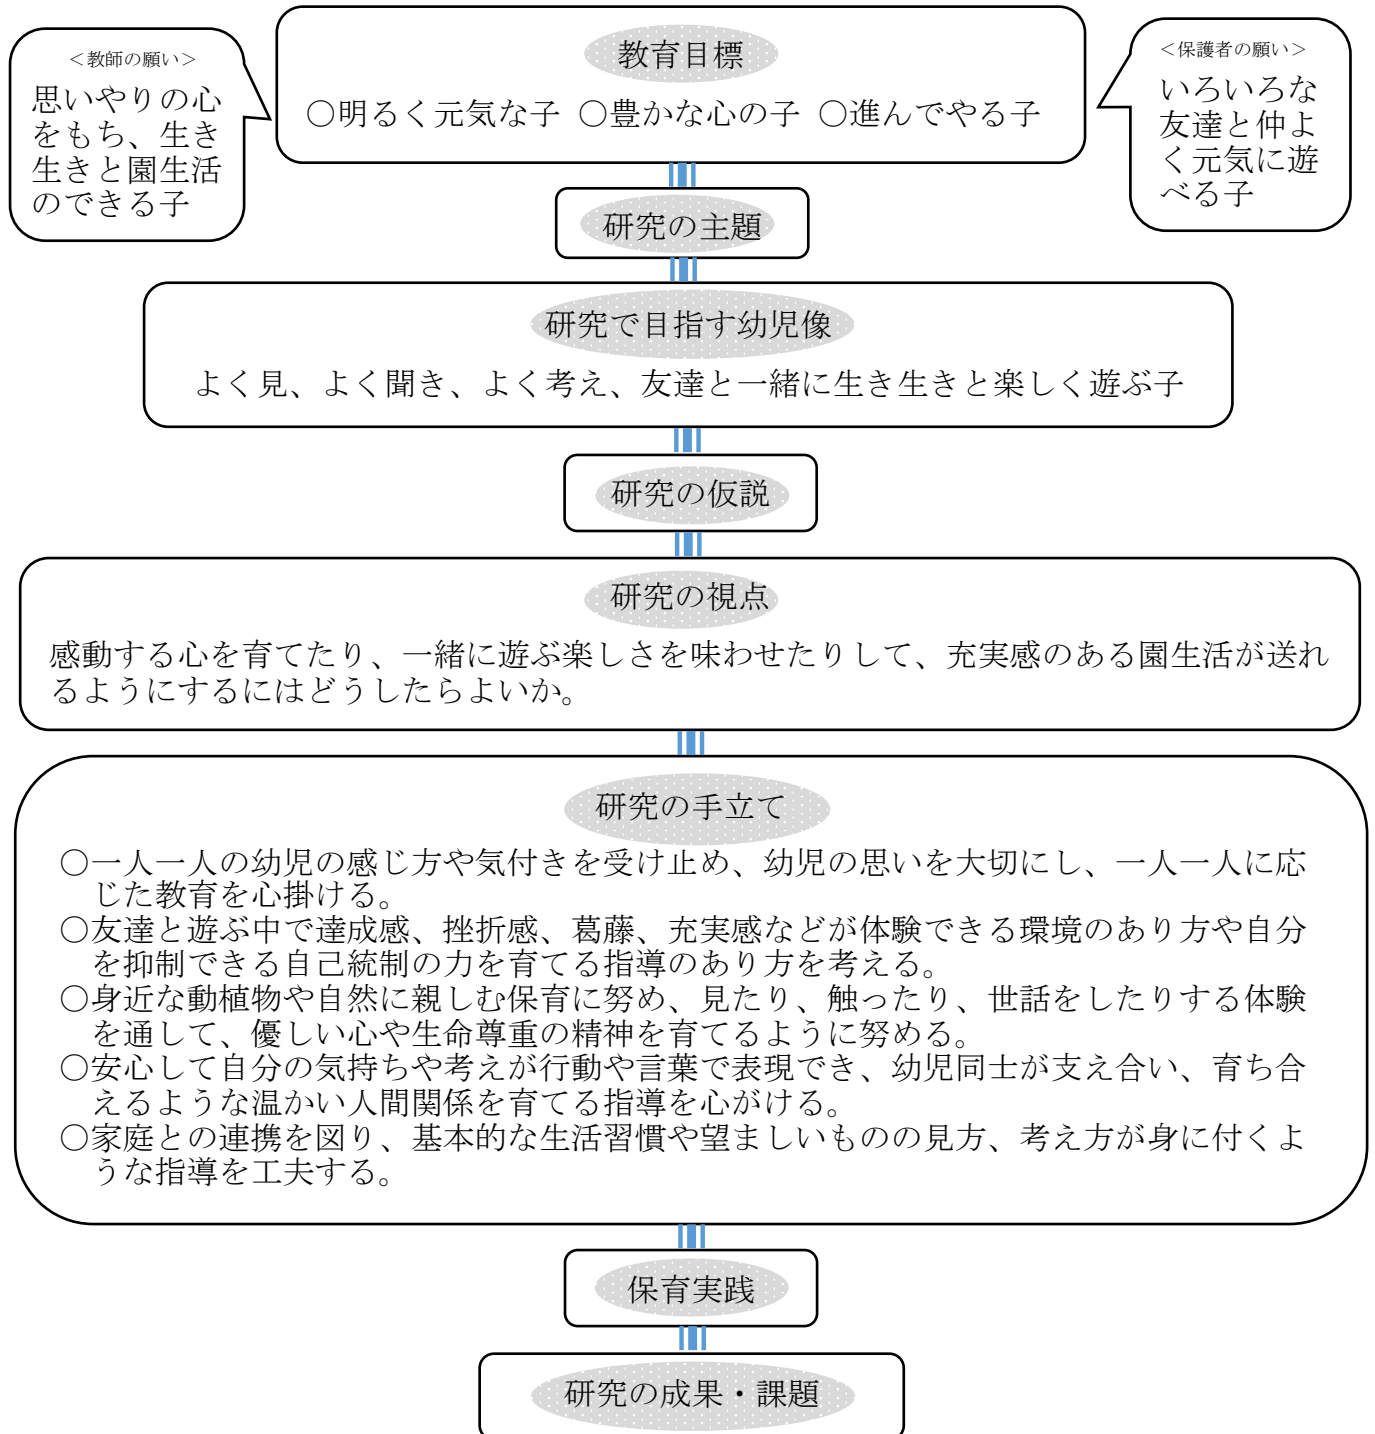 ＜教師の願い＞
思いやりの心
をもち、生き
生きと園生活
のできる子
教育目標
○明るく元気な子 ○豊かな心の子 ○進んでやる子
＜保護者の願い＞
いろいろな
友達と仲よ
く元気に遊
べる子
研究の主題
研究で目指す幼児像
よく見、よく聞き、よく考え、友達と一緒に生き生きと楽しく遊ぶ子
研究の仮説
研究の視点
感動する心を育てたり、一緒に遊ぶ楽しさを味わせたりして、充実感のある園生活が送れ
るようにするにはどうしたらよいか。
研究の手立て
○一人一人の幼児の感じ方や気付きを受け止め、幼児の思いを大切にし、一人一人に応
じた教育を心掛ける。
○友達と遊ぶ中で達成感、挫折感、葛藤、充実感などが体験できる環境のあり方や自分
を抑制できる自己統制の力を育てる指導のあり方を考える。
○身近な動植物や自然に親しむ保育に努め、見たり、触ったり、世話をしたりする体験
を通して、優しい心や生命尊重の精神を育てるように努める。
○安心して自分の気持ちや考えが行動や言葉で表現でき、幼児同士が支え合い、育ち合
えるような温かい人間関係を育てる指導を心がける。
○家庭との連携を図り、基本的な生活習慣や望ましいものの見方、考え方が身に付くよ
うな指導を工夫する。
保育実践
研究の成果・課題